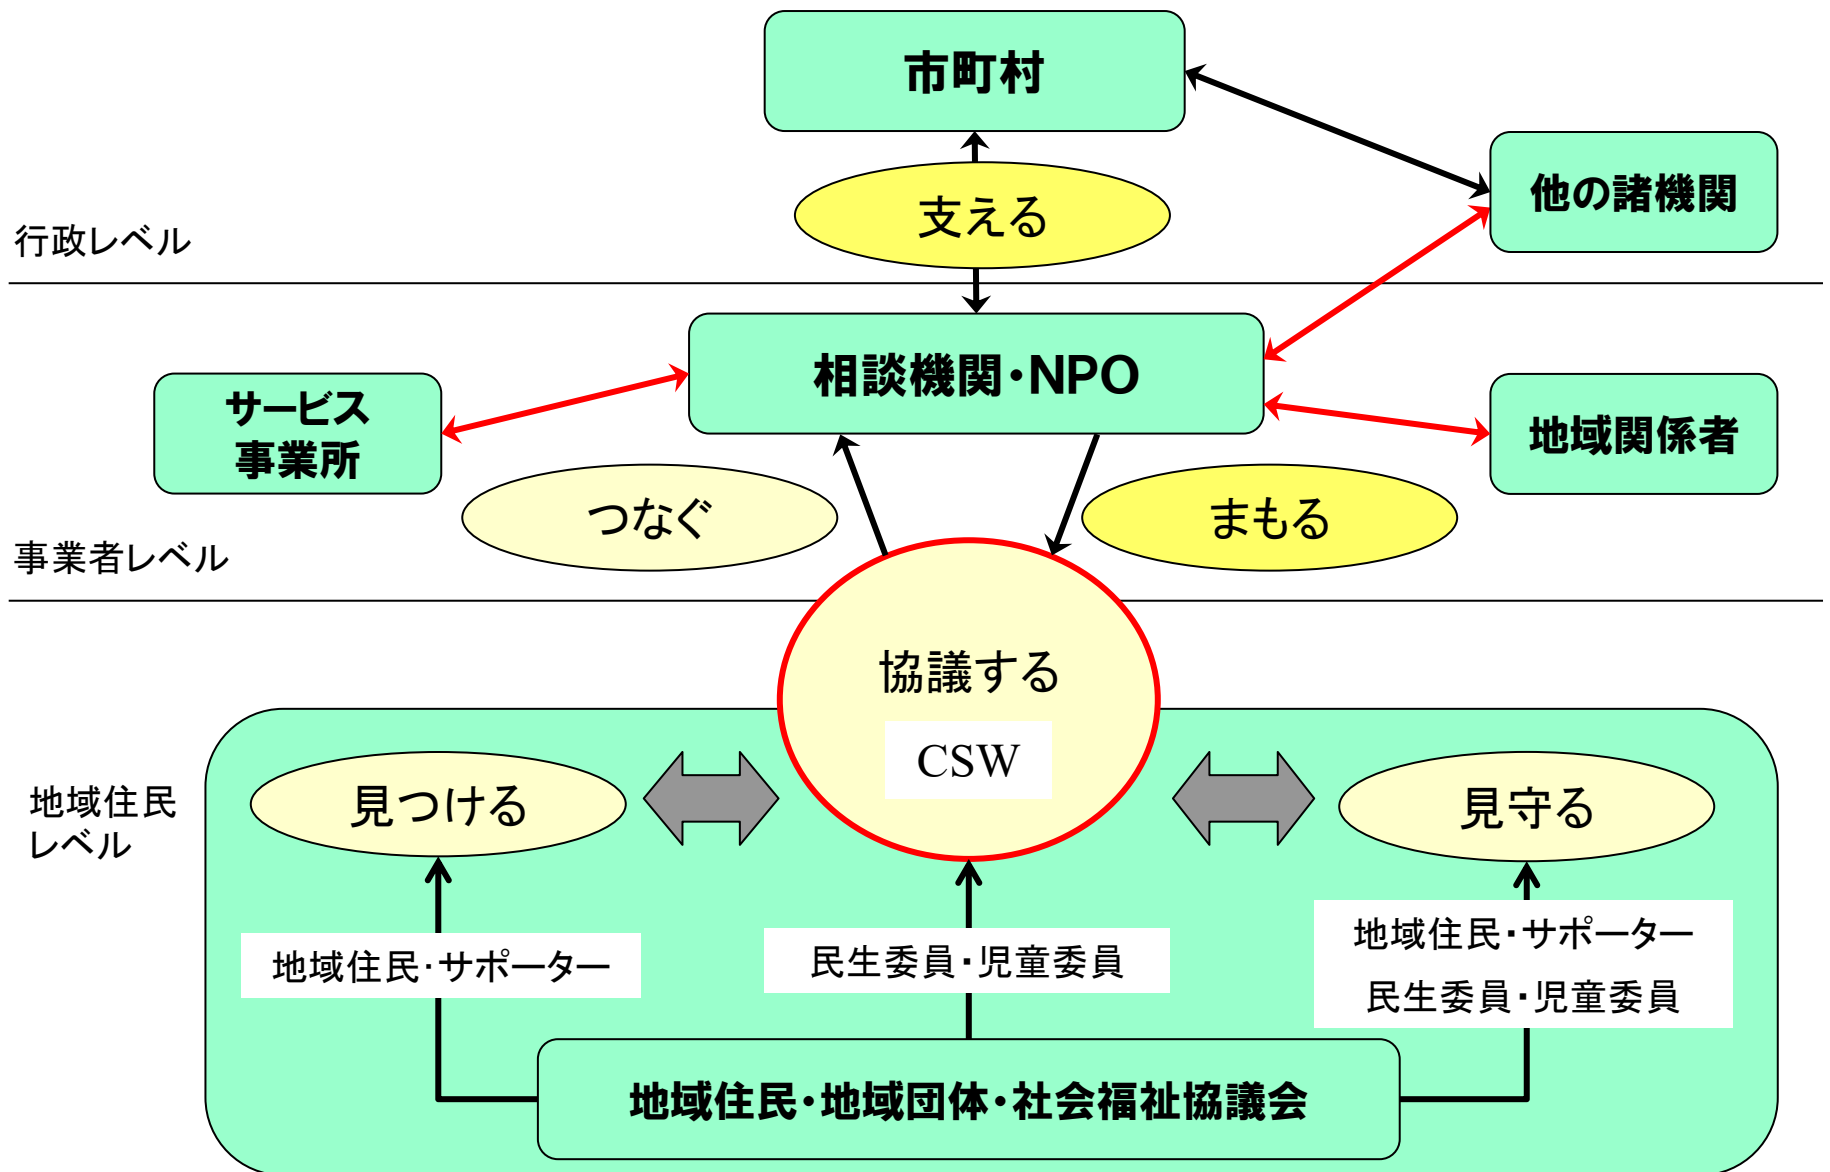 市町村
他の諸機関
支える
行政レベル
相談機関・NPO
サービス
事業所
地域関係者
つなぐ
まもる
事業者レベル
協議する
CSW
見つける
見守る
地域住民
レベル
地域住民・サポーター
民生委員・児童委員
地域住民・サポーター
民生委員・児童委員
地域住民・地域団体・社会福祉協議会